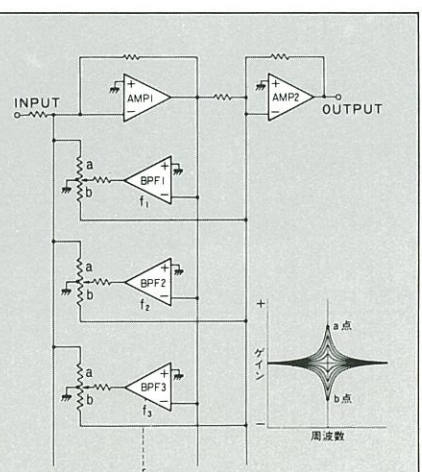 INPUT
+
AMP1
−
+
AMP2
−
OUTPUT
a
b
+
BPF1
−
f₁
a
b
+
BPF2
−
f₂
a
b
+
BPF3
−
f₃
+
a点
ゲイン
b点
−
周波数